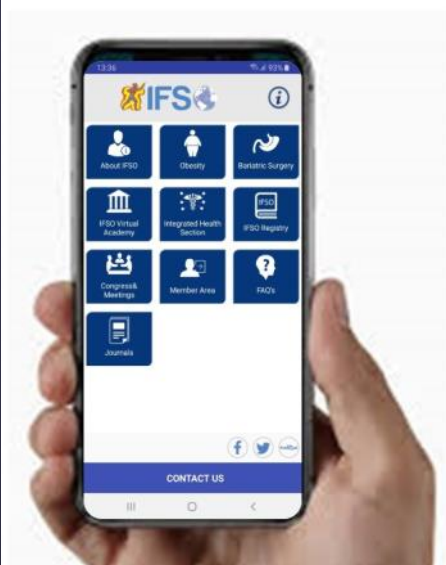 13:36
93%
IFSO
i
About IFSO
Obesity
Bariatric Surgery
IFSO Virtual
Academy
Integrated Health
Section
IFSO
IFSO Registry
Congress&
Meetings
Member Area
FAQ's
Journals
f
CONTACT US